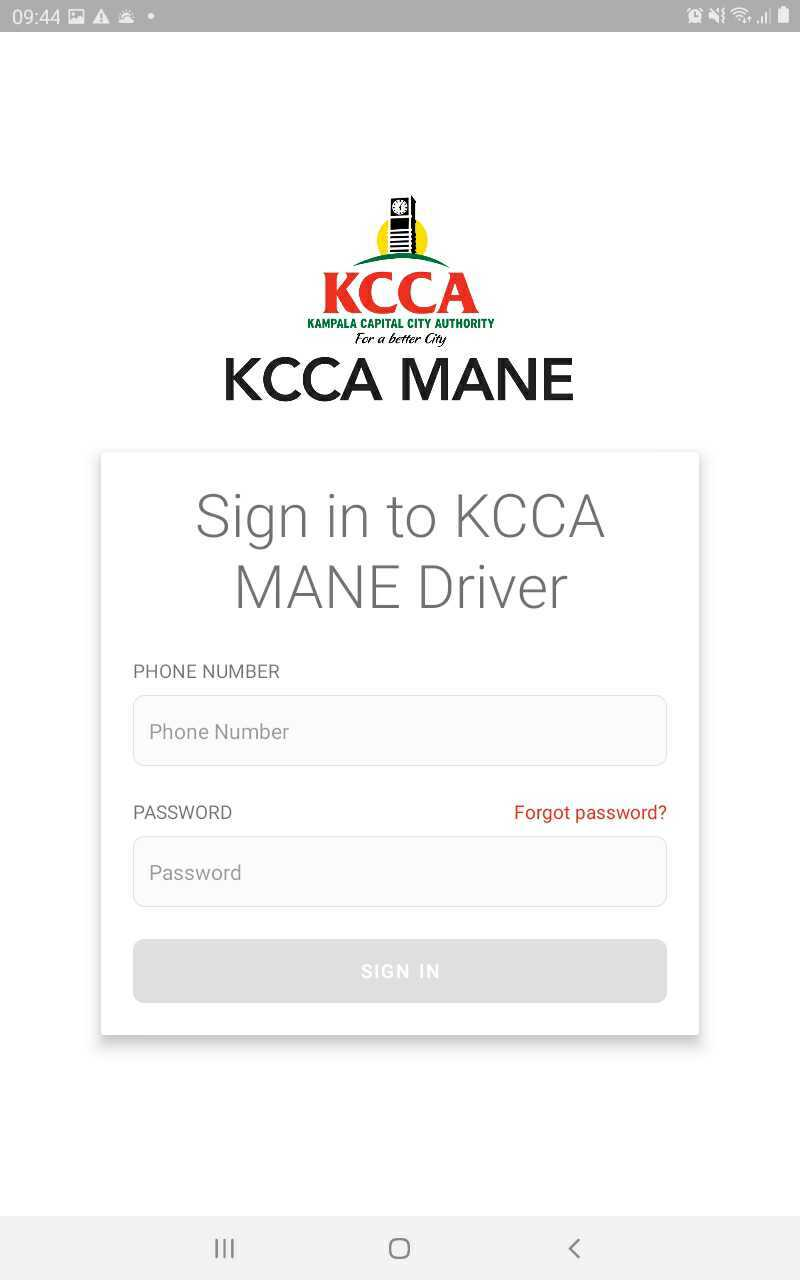 09:44
KCCA
KAMPALA CAPITAL CITY AUTHORITY
For a better City
KCCA MANE
Sign in to KCCA
MANE Driver
PHONE NUMBER
Phone Number
PASSWORD Forgot password?
Password
SIGN IN